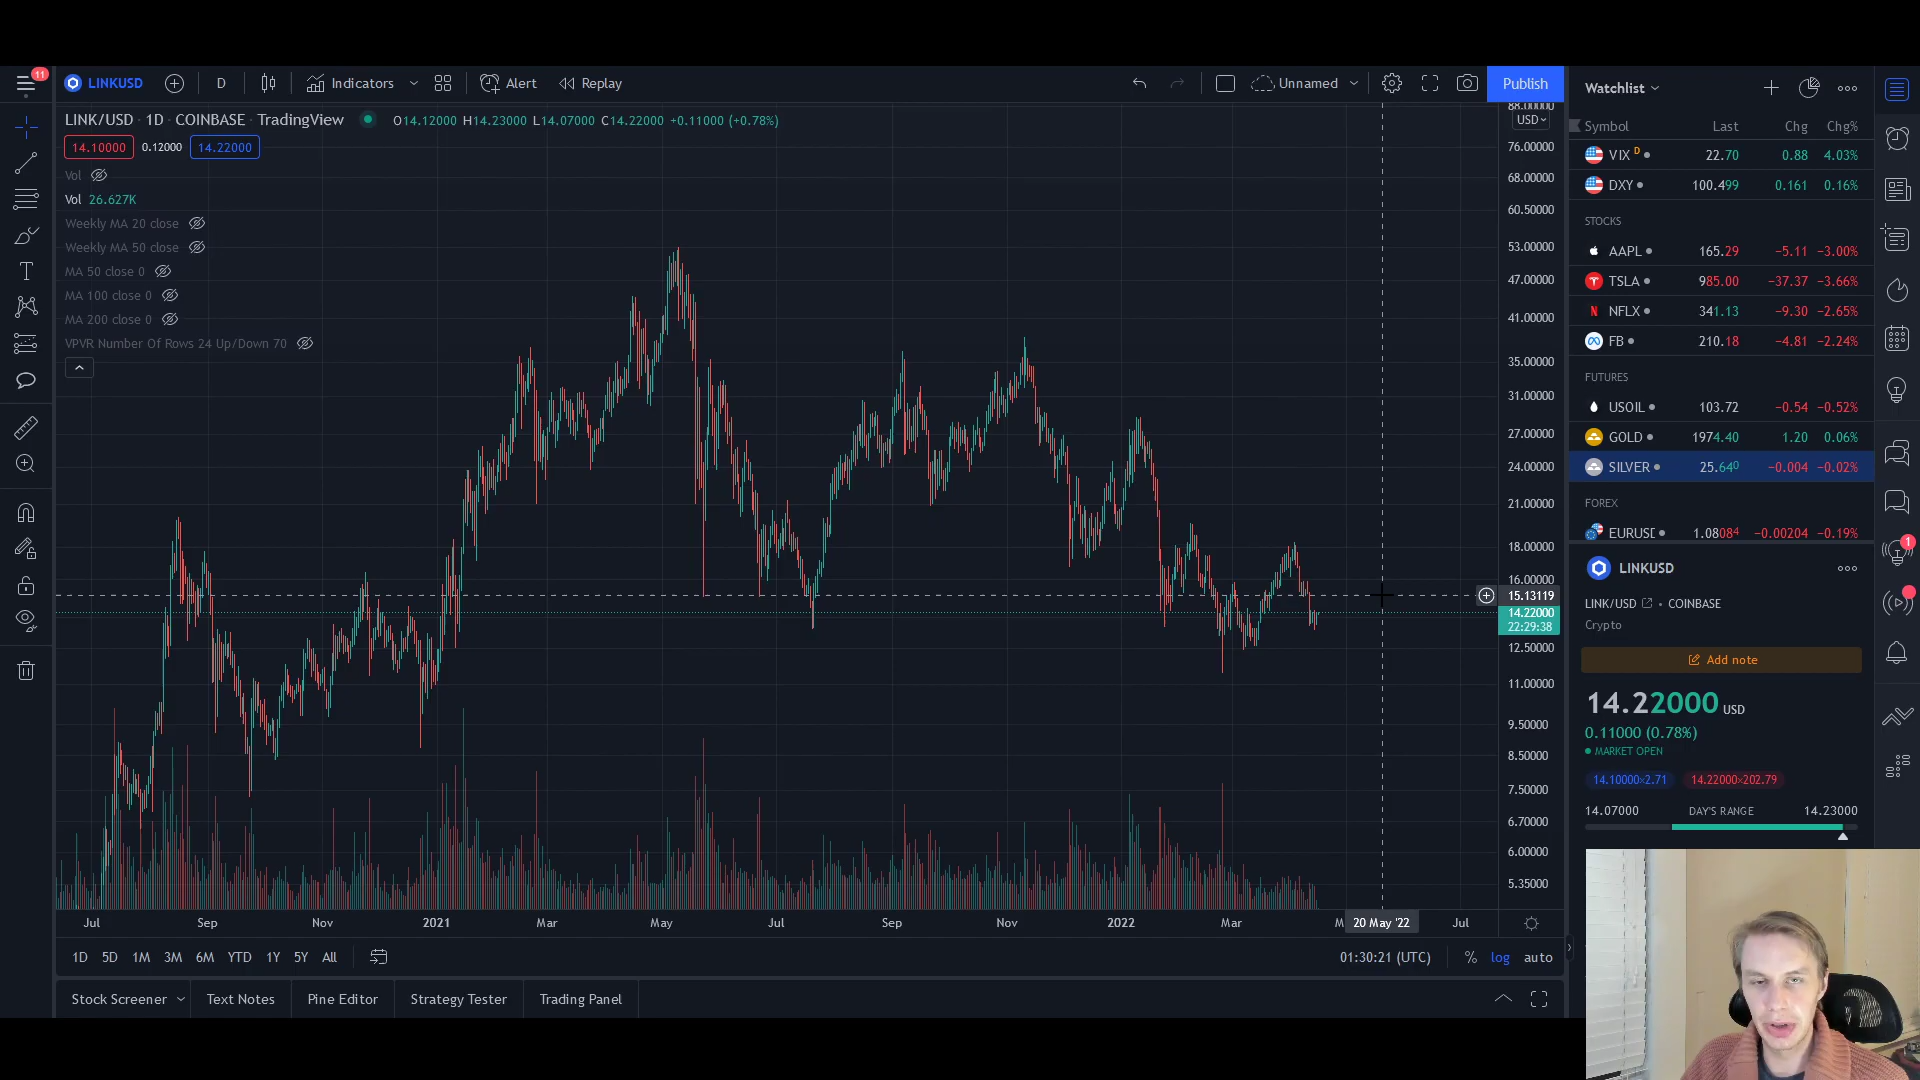 11
LINKUSD
D
Indicators
Alert
Replay
Unnamed
Publish
LINK/USD · 1D · COINBASE · TradingView
O14.12000 H14.23000 L14.07000 C14.22000 +0.11000 (+0.78%)
14.10000 0.12000 14.22000
Vol
Vol 26.627K
Weekly MA 20 close
Weekly MA 50 close
MA 50 close 0
MA 100 close 0
MA 200 close 0
VPVR Number Of Rows 24 Up/Down 70
88.00000
USD
76.00000
68.00000
60.50000
53.00000
47.00000
41.00000
35.00000
31.00000
27.00000
24.00000
21.00000
18.00000
16.00000
15.13119
14.22000
22:29:38
12.50000
11.00000
9.50000
8.50000
7.50000
6.70000
6.00000
5.35000
Jul Sep Nov 2021 Mar May Jul Sep Nov 2022 Mar M 20 May '22 Jul
1D 5D 1M 3M 6M YTD 1Y 5Y All
01:30:21 (UTC) % log auto
Stock Screener Text Notes Pine Editor Strategy Tester Trading Panel
Watchlist
Symbol Last Chg Chg%
VIX D 22.70 0.88 4.03%
DXY 100.499 0.161 0.16%
STOCKS
AAPL 165.29 −5.11 −3.00%
TSLA 985.00 −37.37 −3.66%
NFLX 341.13 −9.30 −2.65%
FB 210.18 −4.81 −2.24%
FUTURES
USOIL 103.72 −0.54 −0.52%
GOLD 1974.40 1.20 0.06%
SILVER 25.640 −0.004 −0.02%
FOREX
EURUSD 1.08084 −0.00204 −0.19%
LINKUSD
LINK/USD • COINBASE
Crypto
Add note
14.22000 USD
0.11000 (0.78%)
MARKET OPEN
14.10000×2.71 14.22000×202.79
14.07000 DAY'S RANGE 14.23000
1